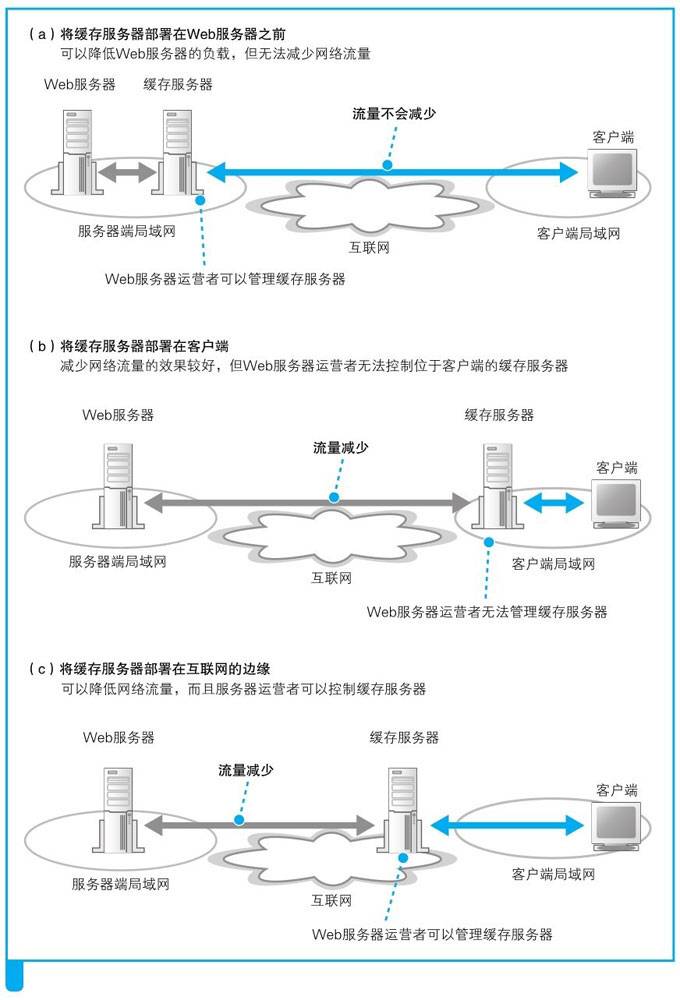 （a）将缓存服务器部署在Web服务器之前
可以降低Web服务器的负载，但无法减少网络流量
Web服务器
缓存服务器
流量不会减少
客户端
服务器端局域网
互联网
客户端局域网
Web服务器运营者可以管理缓存服务器
（b）将缓存服务器部署在客户端
减少网络流量的效果较好，但Web服务器运营者无法控制位于客户端的缓存服务器
Web服务器
缓存服务器
流量减少
客户端
服务器端局域网
互联网
客户端局域网
Web服务器运营者无法管理缓存服务器
（c）将缓存服务器部署在互联网的边缘
可以降低网络流量，而且服务器运营者可以控制缓存服务器
Web服务器
缓存服务器
流量减少
客户端
服务器端局域网
互联网
客户端局域网
Web服务器运营者可以管理缓存服务器